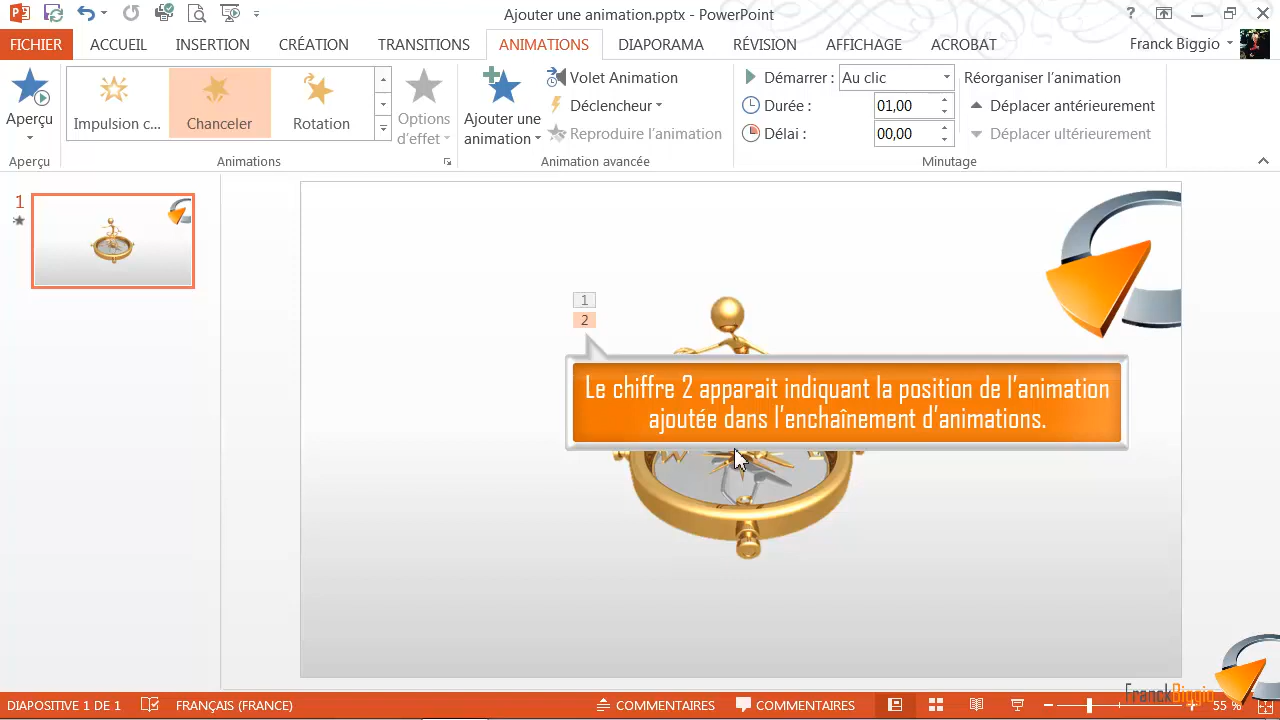 Ajouter une animation.pptx - PowerPoint
?
FICHIER ACCUEIL INSERTION CRÉATION TRANSITIONS ANIMATIONS DIAPORAMA RÉVISION AFFICHAGE ACROBAT Franck Biggio
Aperçu
Aperçu
Impulsion c... Chanceler Rotation
Animations
Options
d'effet
Ajouter une
animation
Volet Animation
Déclencheur
Reproduire l'animation
Animation avancée
Démarrer : Au clic
Durée : 01,00
Délai : 00,00
Réorganiser l'animation
Déplacer antérieurement
Déplacer ultérieurement
Minutage
1
1
2
Le chiffre 2 apparait indiquant la position de l'animation
ajoutée dans l'enchaînement d'animations.
W E
FranckBiggio
DIAPOSITIVE 1 DE 1 FRANÇAIS (FRANCE) COMMENTAIRES COMMENTAIRES 55 %